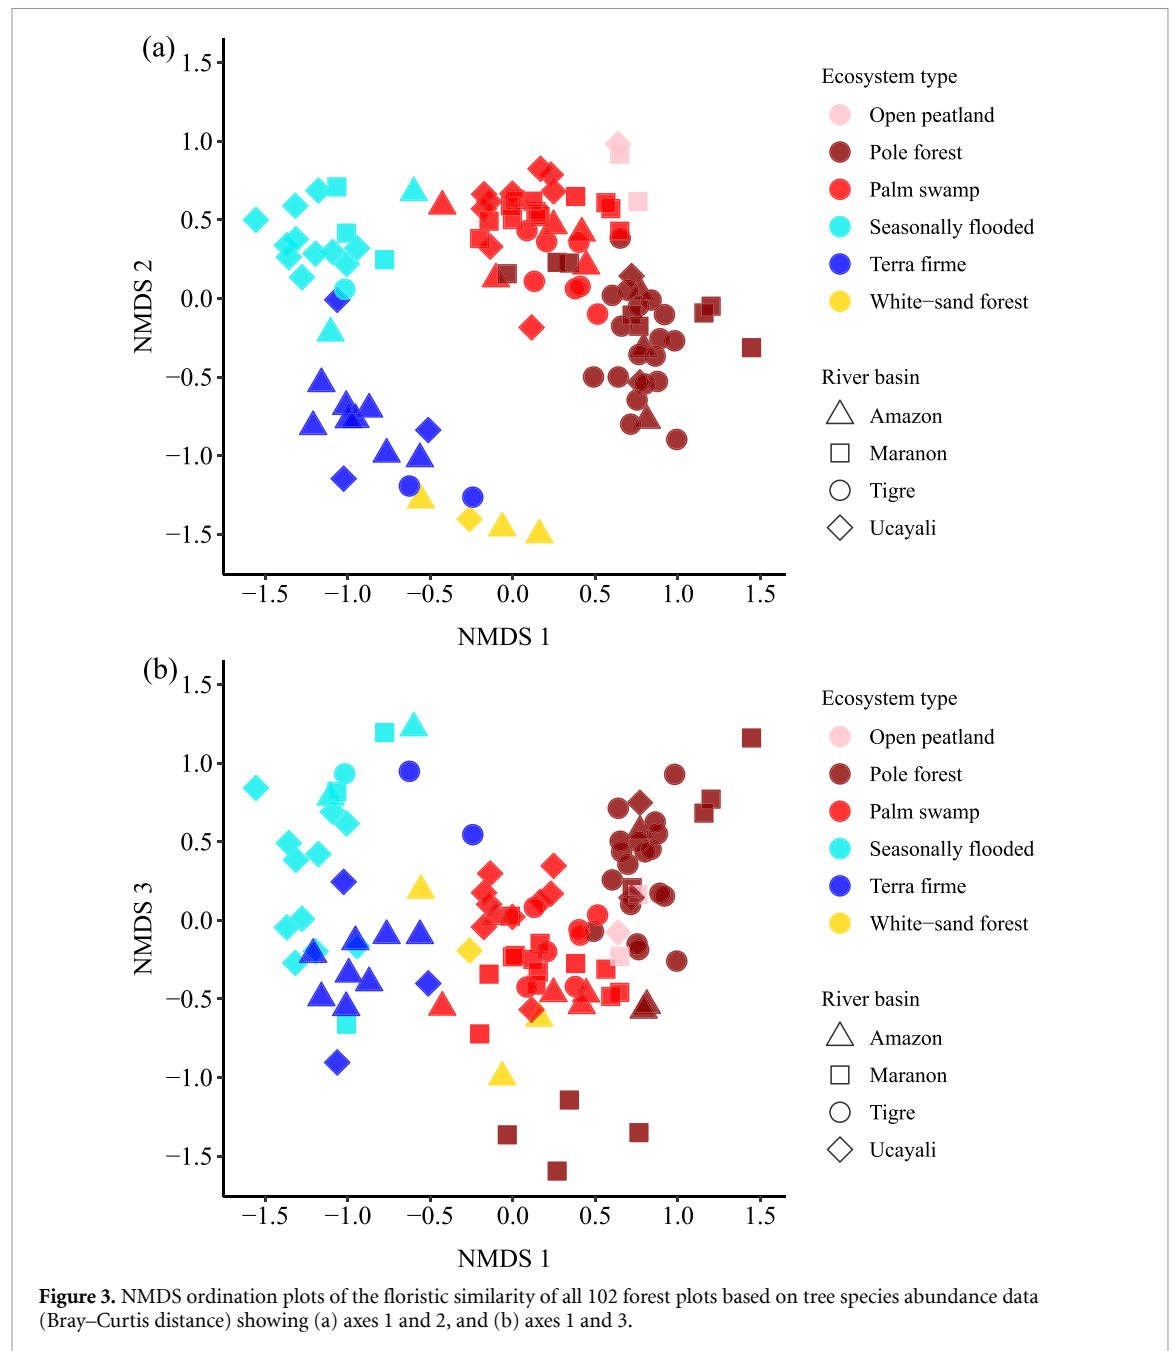 (a)
1.5
1.0
0.5
0.0
−0.5
−1.0
−1.5
NMDS 2
−1.5 −1.0 −0.5 0.0 0.5 1.0 1.5
NMDS 1
Ecosystem type
Open peatland
Pole forest
Palm swamp
Seasonally flooded
Terra firme
White−sand forest
River basin
Amazon
Maranon
Tigre
Ucayali
(b)
1.5
1.0
0.5
0.0
−0.5
−1.0
−1.5
NMDS 3
−1.5 −1.0 −0.5 0.0 0.5 1.0 1.5
NMDS 1
Ecosystem type
Open peatland
Pole forest
Palm swamp
Seasonally flooded
Terra firme
White−sand forest
River basin
Amazon
Maranon
Tigre
Ucayali
Figure 3. NMDS ordination plots of the floristic similarity of all 102 forest plots based on tree species abundance data
(Bray–Curtis distance) showing (a) axes 1 and 2, and (b) axes 1 and 3.